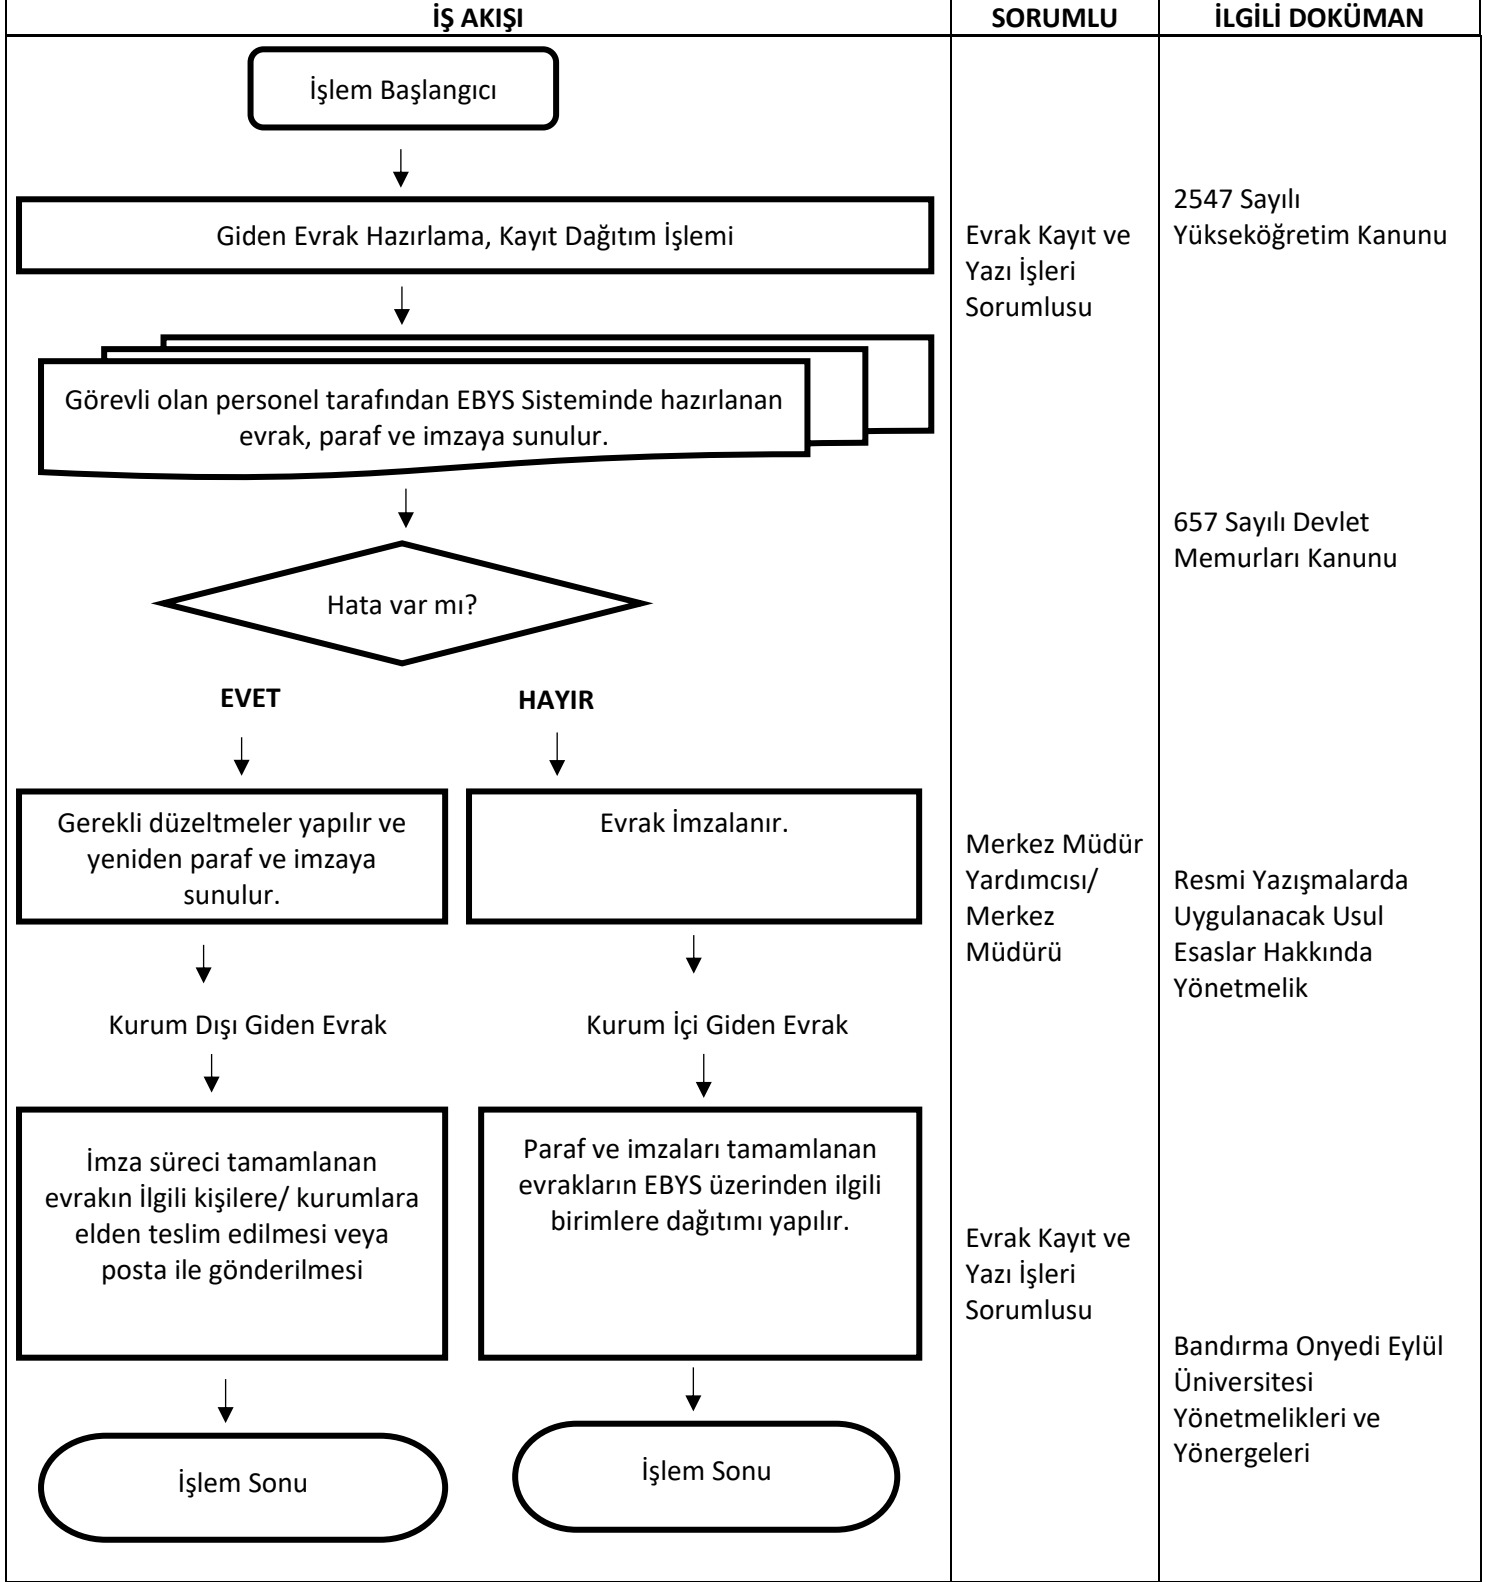 İŞ AKIŞI
SORUMLU
İLGİLİ DOKÜMAN
İşlem Başlangıcı
Giden Evrak Hazırlama, Kayıt Dağıtım İşlemi
Görevli olan personel tarafından EBYS Sisteminde hazırlanan
evrak, paraf ve imzaya sunulur.
Hata var mı?
EVET
HAYIR
Gerekli düzeltmeler yapılır ve
yeniden paraf ve imzaya
sunulur.
Evrak İmzalanır.
Kurum Dışı Giden Evrak
Kurum İçi Giden Evrak
İmza süreci tamamlanan
evrakın İlgili kişilere/ kurumlara
elden teslim edilmesi veya
posta ile gönderilmesi
Paraf ve imzaları tamamlanan
evrakların EBYS üzerinden ilgili
birimlere dağıtımı yapılır.
İşlem Sonu
İşlem Sonu
Evrak Kayıt ve
Yazı İşleri
Sorumlusu
Merkez Müdür
Yardımcısı/
Merkez
Müdürü
Evrak Kayıt ve
Yazı İşleri
Sorumlusu
2547 Sayılı
Yükseköğretim Kanunu
657 Sayılı Devlet
Memurları Kanunu
Resmi Yazışmalarda
Uygulanacak Usul
Esaslar Hakkında
Yönetmelik
Bandırma Onyedi Eylül
Üniversitesi
Yönetmelikleri ve
Yönergeleri